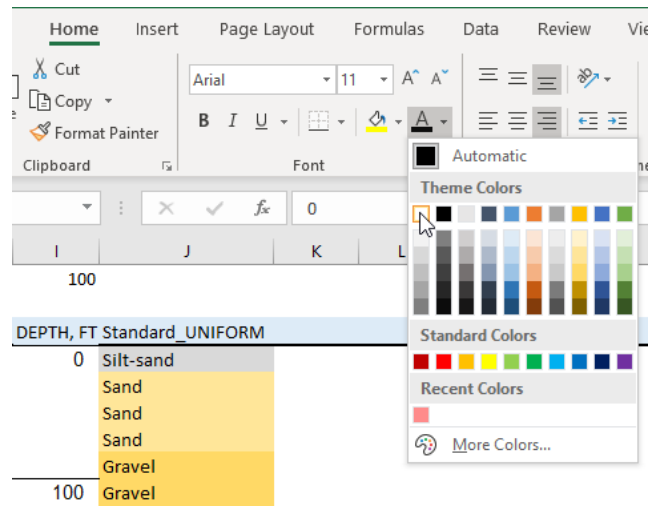 Home Insert Page Layout Formulas Data Review
Cut
Copy
Format Painter
Arial 11 A A
B I U A
Clipboard Font
Automatic
Theme Colors
fx 0
I J K L
100
DEPTH, FT Standard_UNIFORM
Standard Colors
0 Silt-sand
Sand
Recent Colors
Sand
Sand
More Colors...
Gravel
100 Gravel